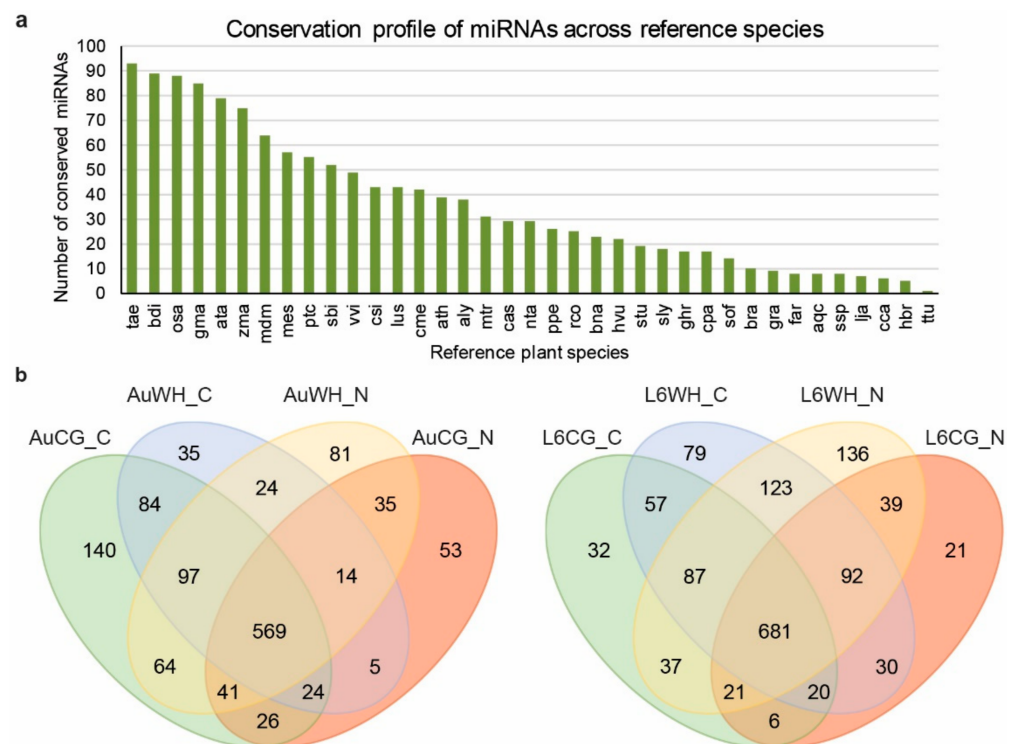 a
Conservation profile of miRNAs across reference species
Number of conserved miRNAs
100
90
80
70
60
50
40
30
20
10
0
tae bdi osa gma ata zma mdm mes ptc sbi vvi csi lus cme ath aly mtr cas nta ppe rco bna hvu stu sly ghr cpa sof bra gra far aqc ssp lja cca hbr ttu
Reference plant species
b
AuWH_C AuWH_N
AuCG_C AuCG_N
35 81
24
84 35
140 53
97 14
569
64 5
41 24
26
L6WH_C L6WH_N
L6CG_C L6CG_N
79 136
123
57 39
32 21
87 92
681
37 30
21 20
6